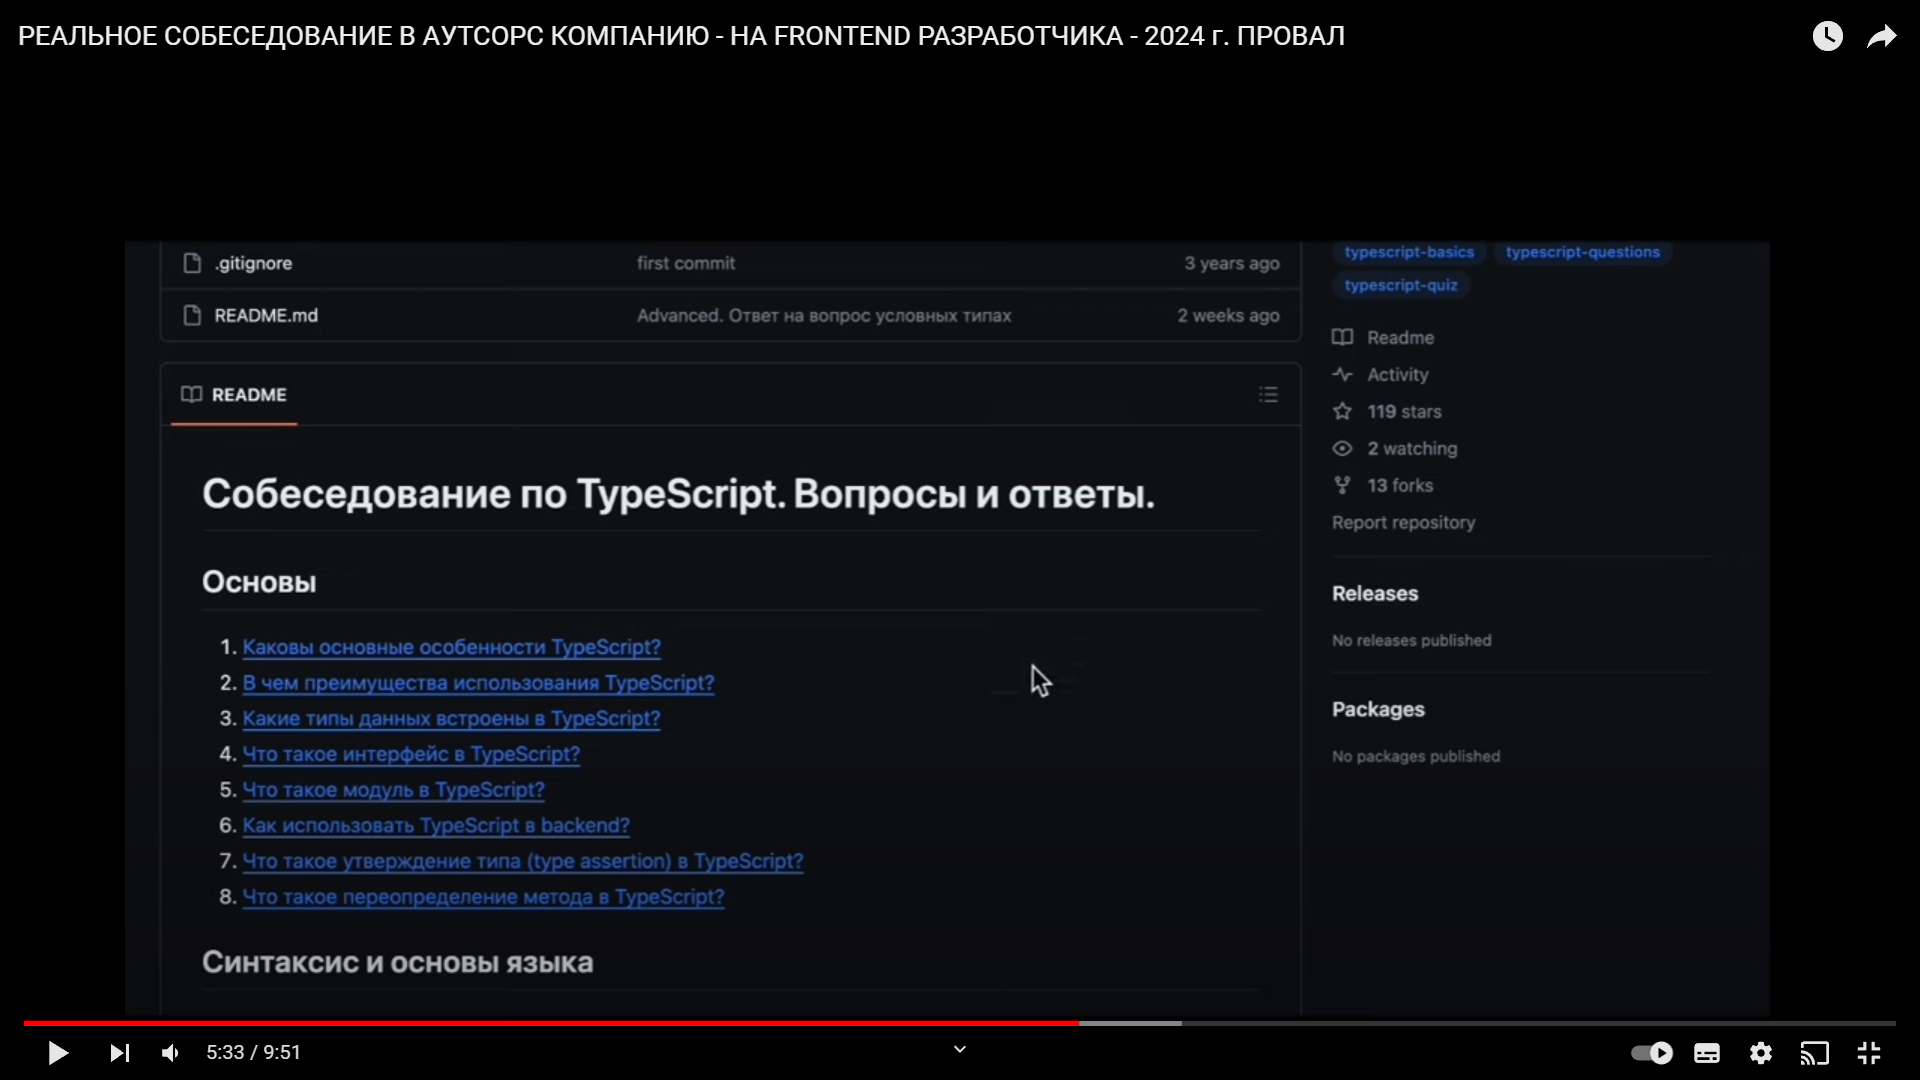 РЕАЛЬНОЕ СОБЕСЕДОВАНИЕ В АУТСОРС КОМПАНИЮ - НА FRONTEND РАЗРАБОТЧИКА - 2024 г. ПРОВАЛ
.gitignore first commit 3 years ago
README.md Advanced. Ответ на вопрос условных типах 2 weeks ago
README
Собеседование по TypeScript. Вопросы и ответы.
Основы
1. Каковы основные особенности TypeScript?
2. В чем преимущества использования TypeScript?
3. Какие типы данных встроены в TypeScript?
4. Что такое интерфейс в TypeScript?
5. Что такое модуль в TypeScript?
6. Как использовать TypeScript в backend?
7. Что такое утверждение типа (type assertion) в TypeScript?
8. Что такое переопределение метода в TypeScript?
Синтаксис и основы языка
typescript-basics typescript-questions
typescript-quiz
Readme
Activity
119 stars
2 watching
13 forks
Report repository
Releases
No releases published
Packages
No packages published
5:33 / 9:51